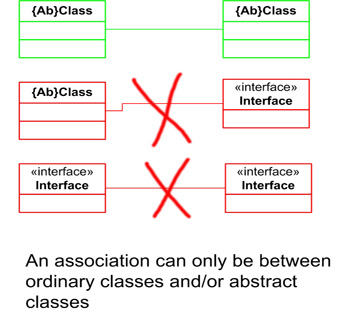 {Ab}Class
{Ab}Class
{Ab}Class
«interface»
Interface
«interface»
Interface
«interface»
Interface
An association can only be between
ordinary classes and/or abstract
classes